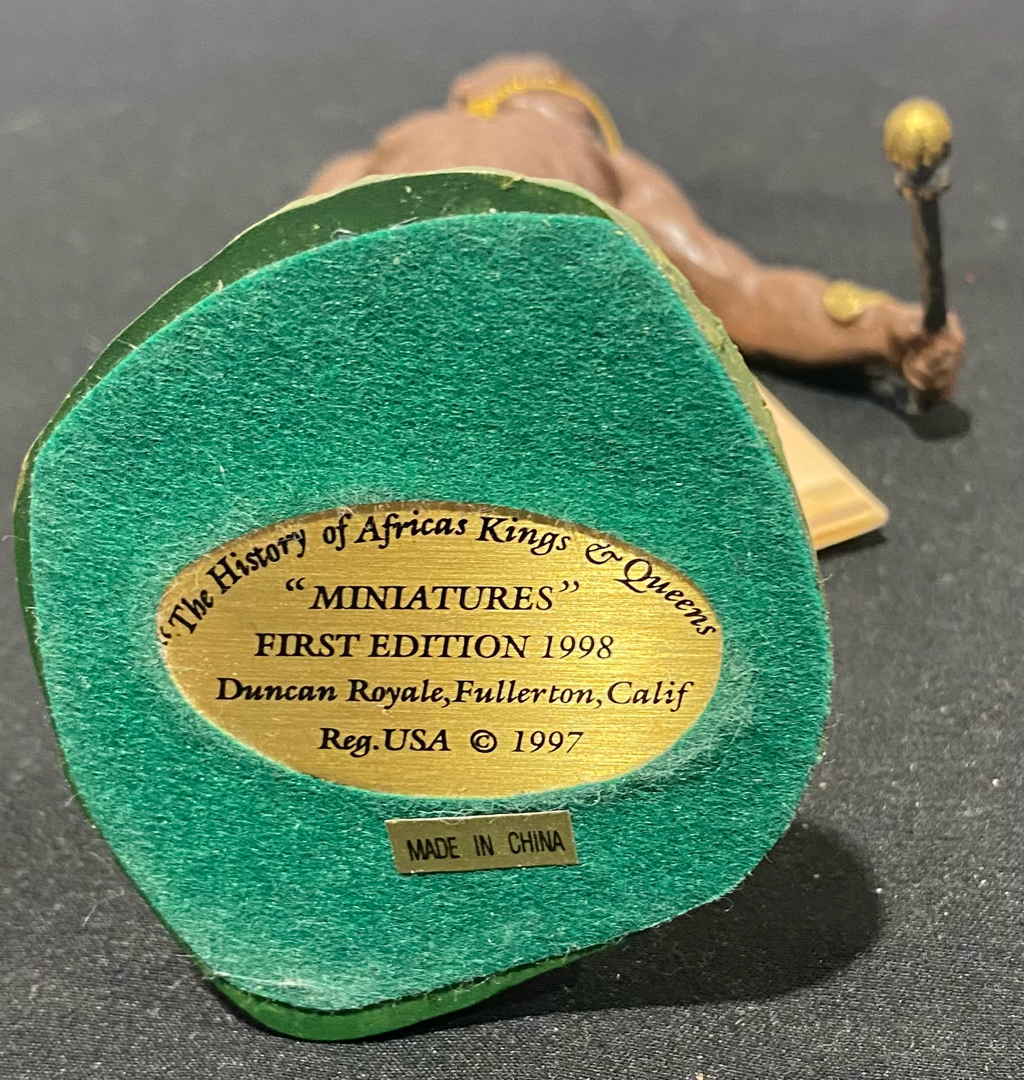 "The History of Africas Kings & Queens
"MINIATURES"
FIRST EDITION 1998
Duncan Royale,Fullerton,Calif
Reg.USA © 1997
MADE IN CHINA